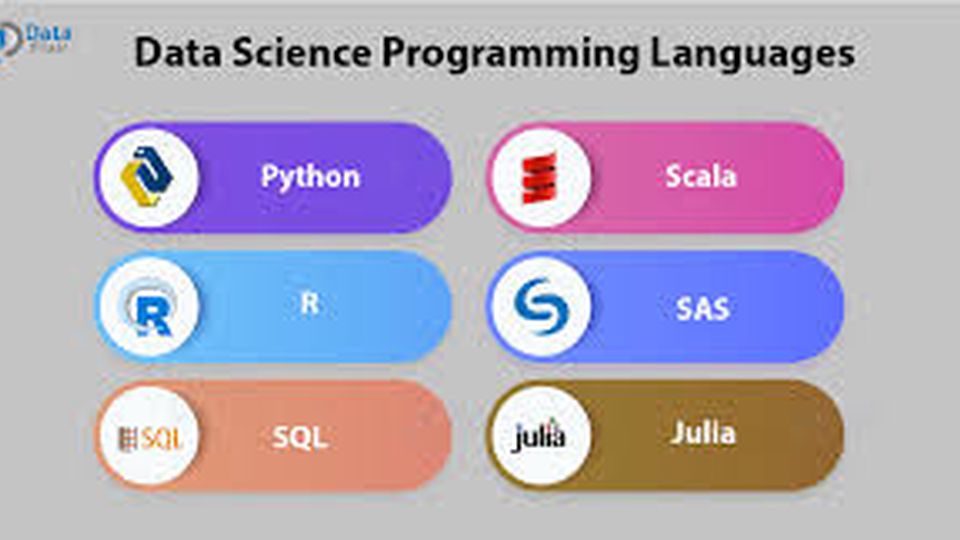 Data
Flair
Data Science Programming Languages
Python
Scala
R
SAS
SQL
SQL
julia
Julia